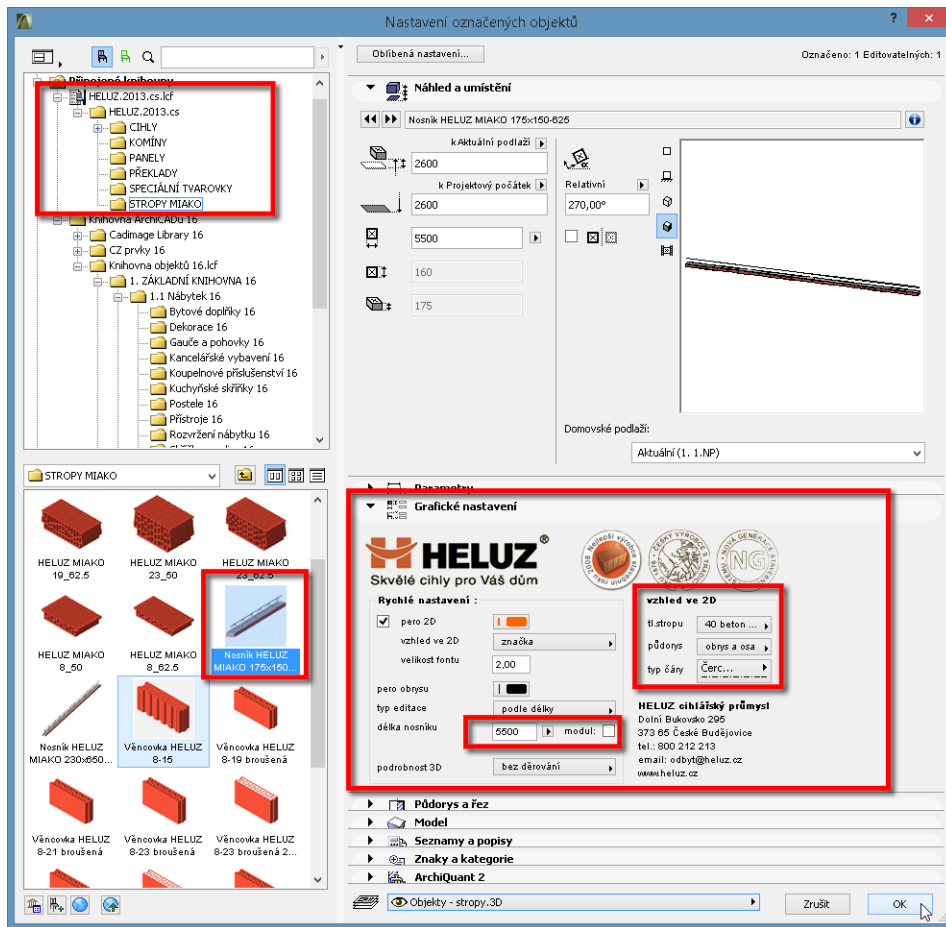 Nastavení označených objektů
? ×
Oblíbená nastavení...
Označeno: 1 Editovatelných: 1
Připojené knihovny
HELUZ.2013.cs.lcf
HELUZ.2013.cs
CIHLY
KOMÍNY
PANELY
PŘEKLADY
SPECIÁLNÍ TVAROVKY
STROPY MIAKO
Knihovna ArchiCADu 16
Cadimage Library 16
CZ prvky 16
Knihovna objektů 16.lcf
1. ZÁKLADNÍ KNIHOVNA 16
1.1 Nábytek 16
Bytové doplňky 16
Dekorace 16
Gauče a pohovky 16
Kancelářské vybavení 16
Koupelnové příslušenství 16
Kuchyňské skříňky 16
Postele 16
Přístroje 16
Rozvržení nábytku 16
STROPY MIAKO
HELUZ MIAKO 19_62.5
HELUZ MIAKO 23_50
HELUZ MIAKO 23_62.5
HELUZ MIAKO 8_50
HELUZ MIAKO 8_62.5
Nosník HELUZ MIAKO 175x150...
Nosník HELUZ MIAKO 230x650...
Věncovka HELUZ 8-15
Věncovka HELUZ 8-19 broušená
Věncovka HELUZ 8-21 broušená
Věncovka HELUZ 8-23 broušená
Věncovka HELUZ 8-23 broušená 2...
Náhled a umístění
Nosník HELUZ MIAKO 175x150-625
k Aktuální podlaží
2600
k Projektový počátek
2600
Relativní
270,00°
5500
160
175
Domovské podlaží:
Aktuální (1. 1.NP)
Parametry
Grafické nastavení
HELUZ®
Skvělé cihly pro Váš dům
Rychlé nastavení :
pero 2D
vzhled ve 2D
značka
velikost fontu
2,00
pero obrysu
typ editace
podle délky
délka nosníku
5500
modul:
podrobnost 3D
bez děrování
vzhled ve 2D
tl.stropu
40 beton ...
půdorys
obrys a osa
typ čáry
Čerc...
HELUZ cihlářský průmysl
Dolní Bukovsko 295
373 65 České Budějovice
tel.: 800 212 213
email: odbyt@heluz.cz
www.heluz.cz
Půdorys a řez
Model
Seznamy a popisy
Znaky a kategorie
ArchiQuant 2
Objekty - stropy.3D
Zrušit
OK